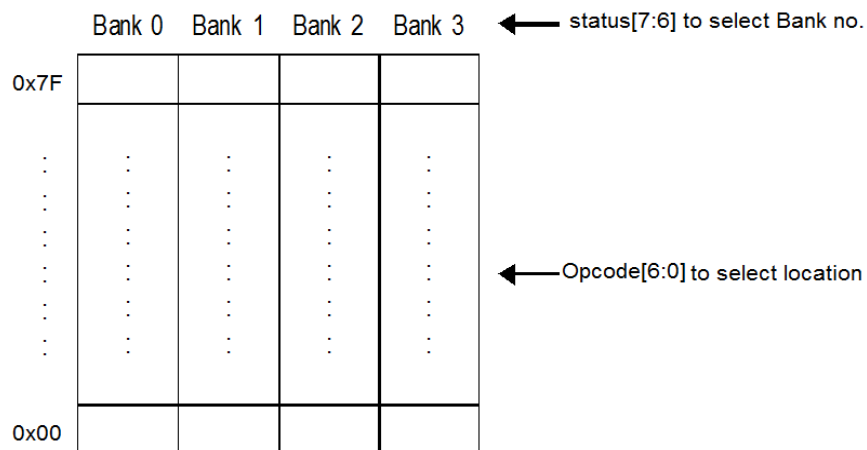 Bank 0 Bank 1 Bank 2 Bank 3 status[7:6] to select Bank no.
0x7F
Opcode[6:0] to select location
0x00